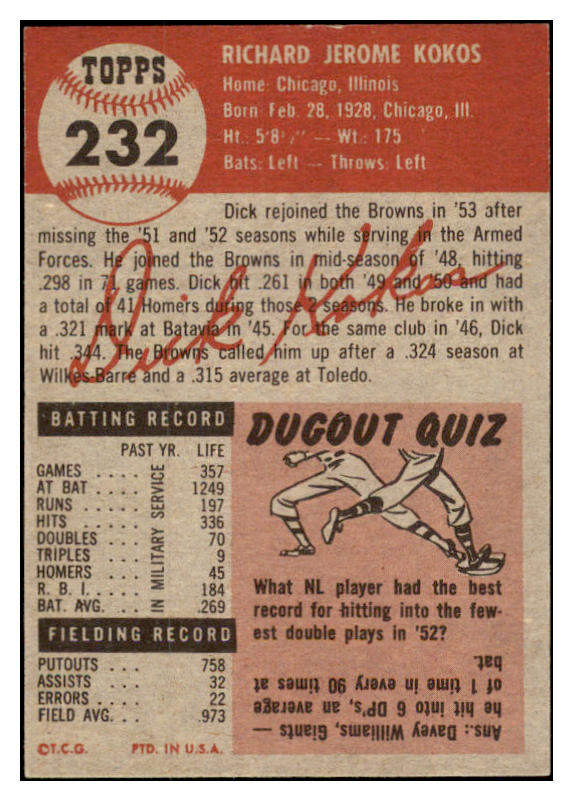 TOPPS
232
RICHARD JEROME KOKOS
Home: Chicago, Illinois
Born: Feb. 28, 1928, Chicago, Ill.
Ht.: 5'8½" — Wt.: 175
Bats: Left — Throws: Left
Dick rejoined the Browns in '53 after
missing the '51 and '52 seasons while serving in the Armed
Forces. He joined the Browns in mid-season of '48, hitting
.298 in 71 games. Dick hit .261 in both '49 and '50 and had
a total of 41 Homers during those 2 seasons. He broke in with
a .321 mark at Batavia in '45. For the same club in '46, Dick
hit .344. The Browns called him up after a .324 season at
Wilkes-Barre and a .315 average at Toledo.
Dick Kokos
BATTING RECORD
PAST YR. LIFE
GAMES .... 357
AT BAT .... 1249
RUNS .... 197
HITS .... 336
DOUBLES .. 70
TRIPLES ... 9
HOMERS .. 45
R. B. I. ... 184
BAT. AVG. .. .269
IN MILITARY SERVICE
FIELDING RECORD
PUTOUTS ... 758
ASSISTS ... 32
ERRORS ... 22
FIELD AVG. .. .973
©T.C.G. PTD. IN U.S.A.
DUGOUT QUIZ
What NL player had the best
record for hitting into the few-
est double plays in '52?
Ans.: Davey Williams, Giants —
he hit into 6 DP's, an average
of 1 time in every 90 times at
bat.